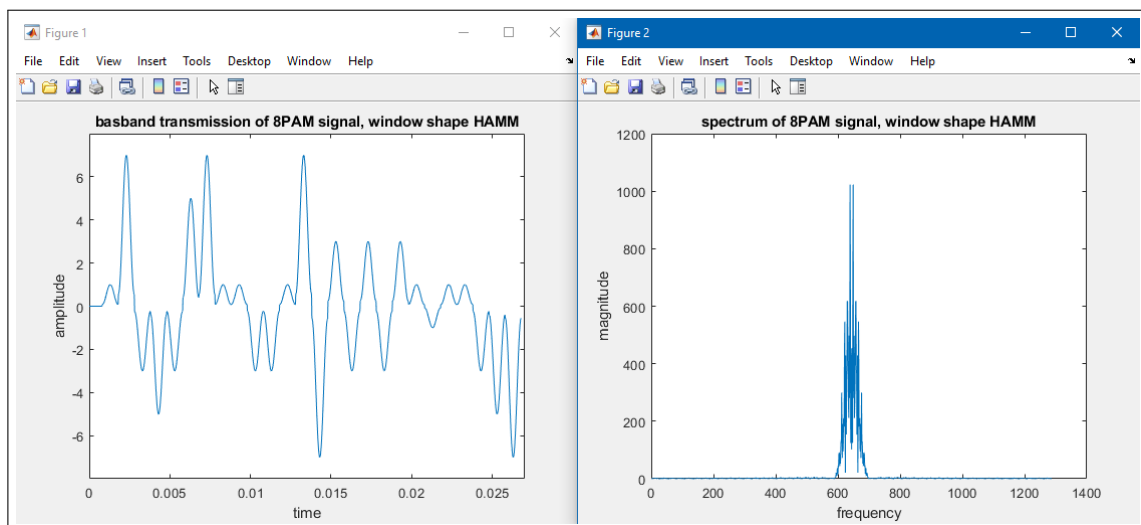 Figure 1
File Edit View Insert Tools Desktop Window Help
basband transmission of 8PAM signal, window shape HAMM
amplitude
6
4
2
0
-2
-4
-6
0 0.005 0.01 0.015 0.02 0.025
time
Figure 2
File Edit View Insert Tools Desktop Window Help
spectrum of 8PAM signal, window shape HAMM
magnitude
1200
1000
800
600
400
200
0
0 200 400 600 800 1000 1200 1400
frequency